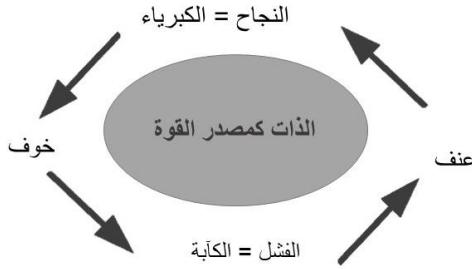 النجاح = الكبرياء
الذات كمصدر القوة
عنف
خوف
الفشل = الكآبة